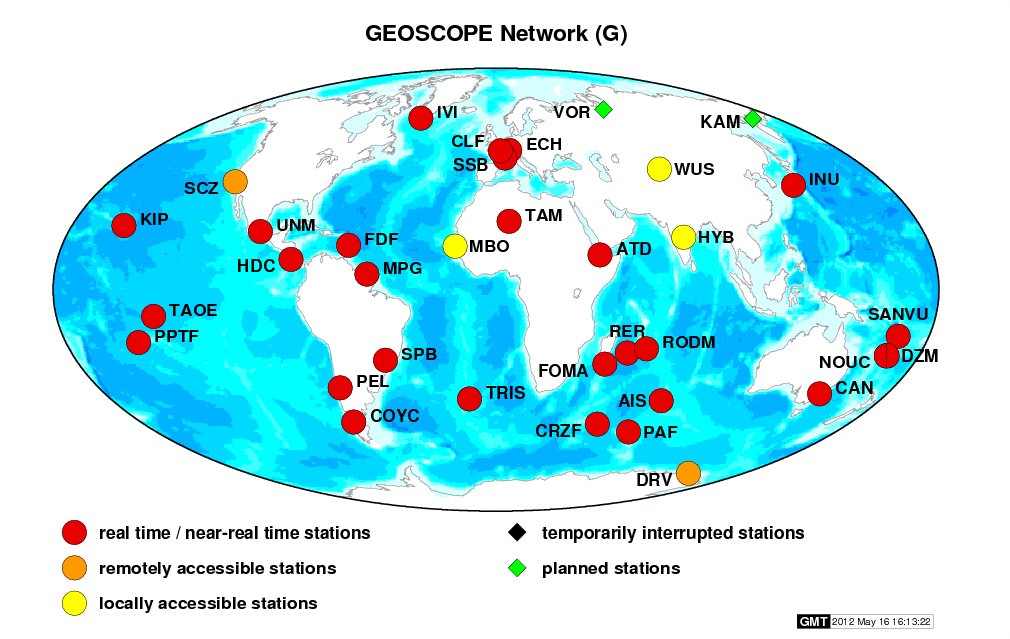 GEOSCOPE Network (G)
IVI
VOR
KAM
CLF
ECH
SSB
WUS
SCZ
INU
KIP
UNM
TAM
FDF
MBO
HYB
ATD
HDC
MPG
TAOE
SANVU
PPTF
RER
RODM
SPB
NOUC
DZM
FOMA
PEL
CAN
TRIS
AIS
COYC
CRZF
PAF
DRV
real time / near-real time stations
temporarily interrupted stations
remotely accessible stations
planned stations
locally accessible stations
GMT 2012 May 16 16:13:22